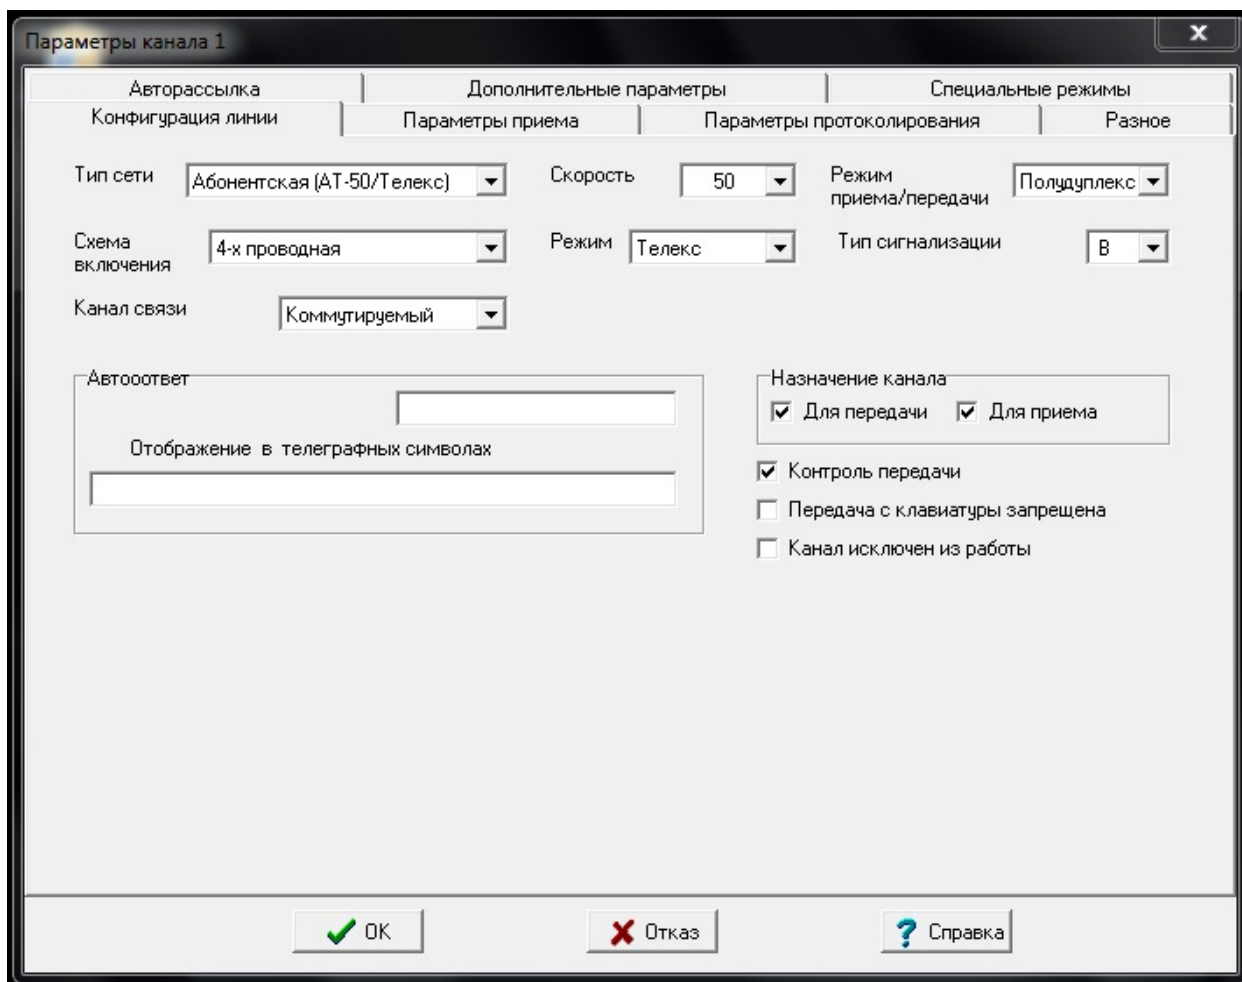 Параметры канала 1
Авторассылка Дополнительные параметры Специальные режимы
Конфигурация линии Параметры приема Параметры протоколирования Разное
Тип сети Абонентская (АТ-50/Телекс) Скорость 50 Режим приема/передачи Полудуплекс
Схема включения 4-х проводная Режим Телекс Тип сигнализации В
Канал связи Коммутируемый
Автооответ
Назначение канала
Для передачи Для приема
Отображение в телеграфных символах
Контроль передачи
Передача с клавиатуры запрещена
Канал исключен из работы
OK Отказ Справка